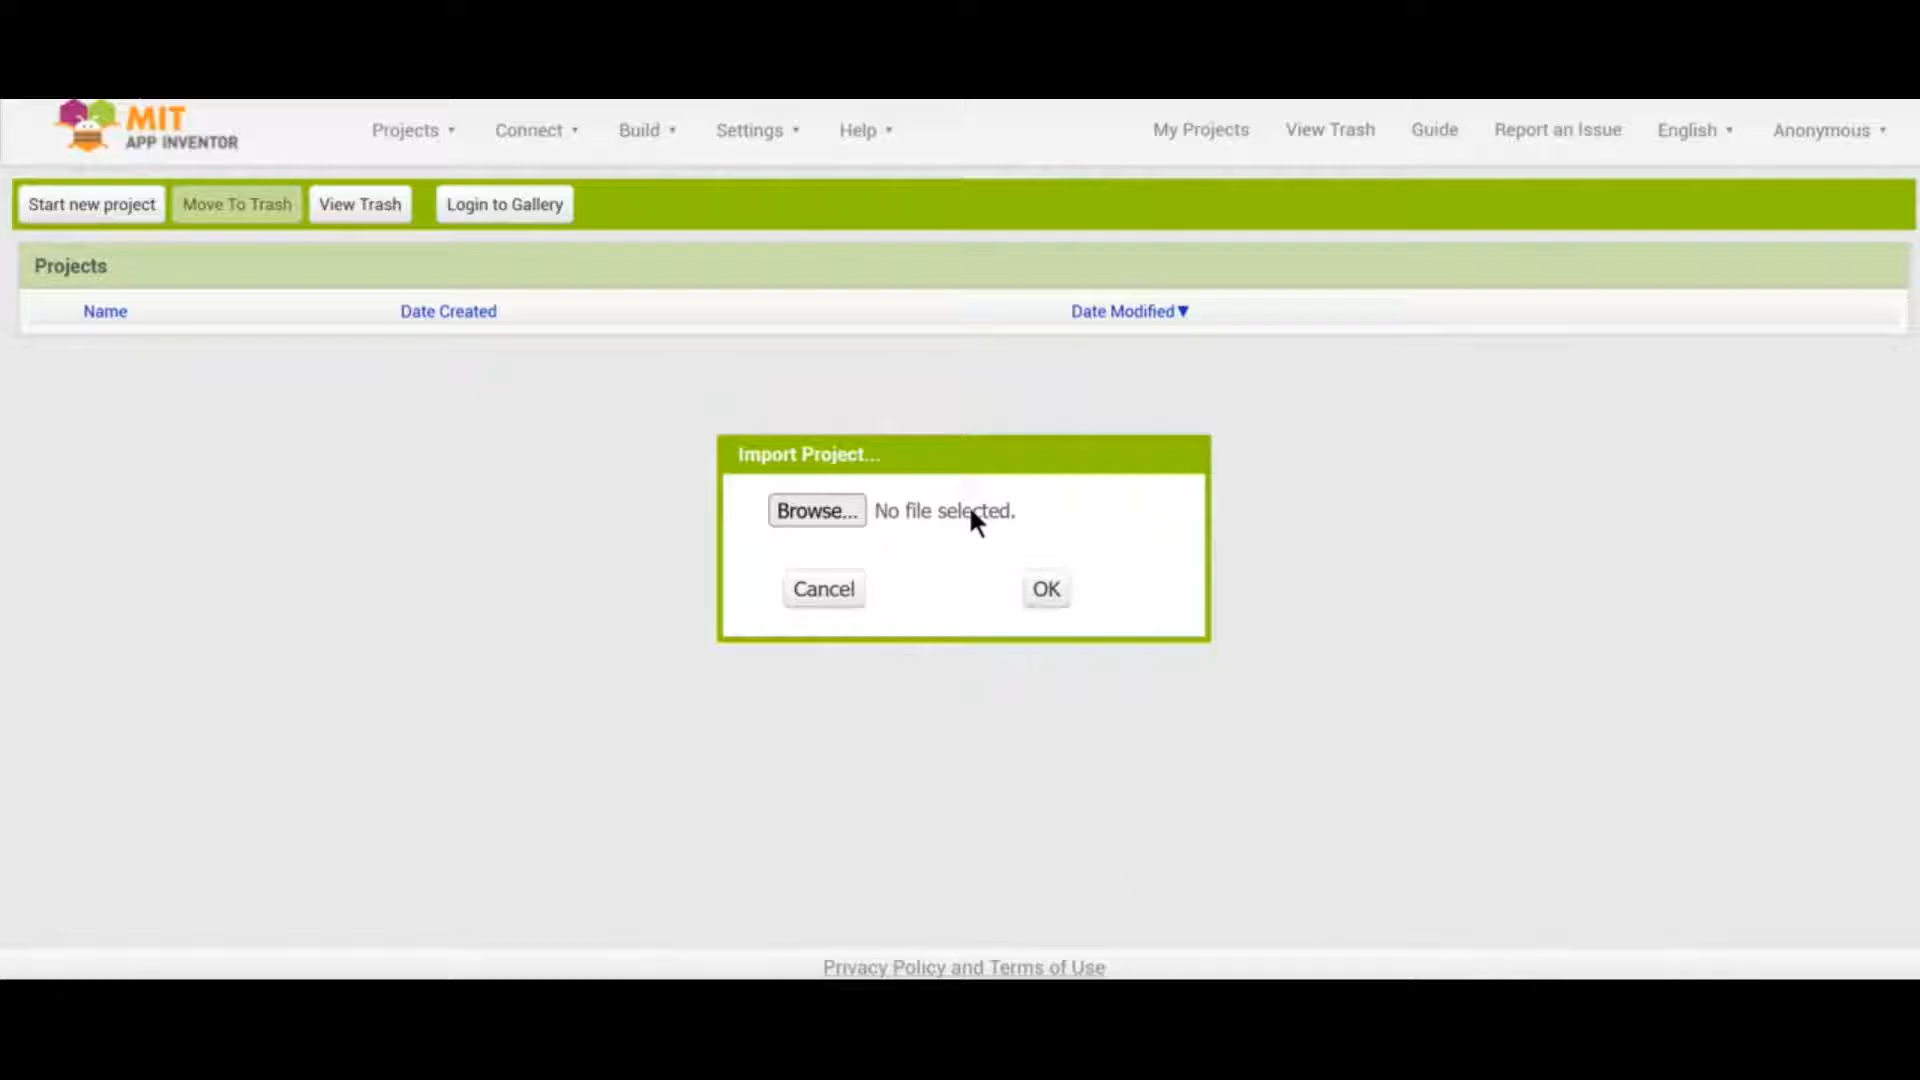 MIT
APP INVENTOR
Projects ▾ Connect ▾ Build ▾ Settings ▾ Help ▾ My Projects View Trash Guide Report an Issue English ▾ Anonymous ▾
Start new project Move To Trash View Trash Login to Gallery
Projects
Name Date Created Date Modified▼
Import Project...
Browse... No file selected.
Cancel OK
Privacy Policy and Terms of Use